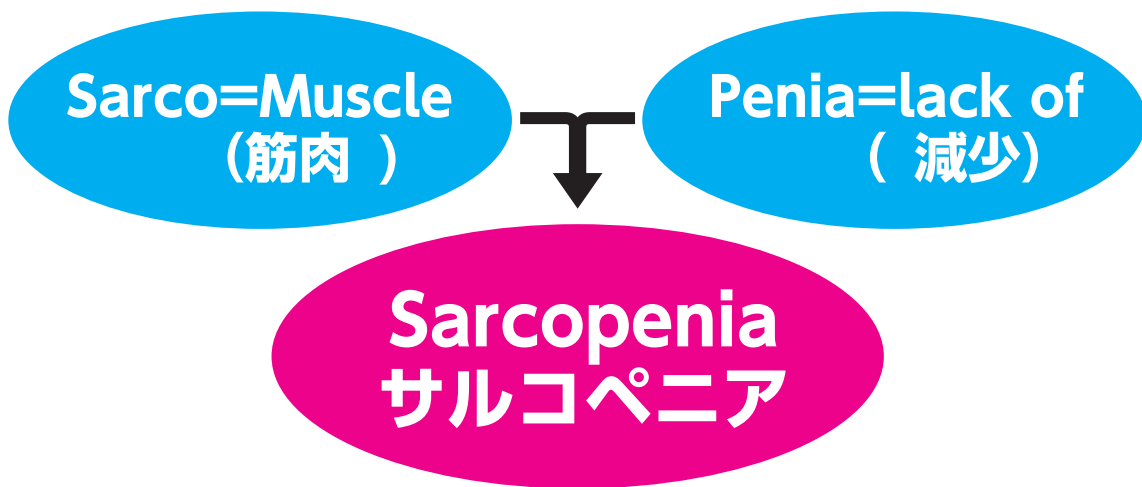 Sarco=Muscle
(筋肉 )
Penia=lack of
( 減少)
Sarcopenia
サルコペニア